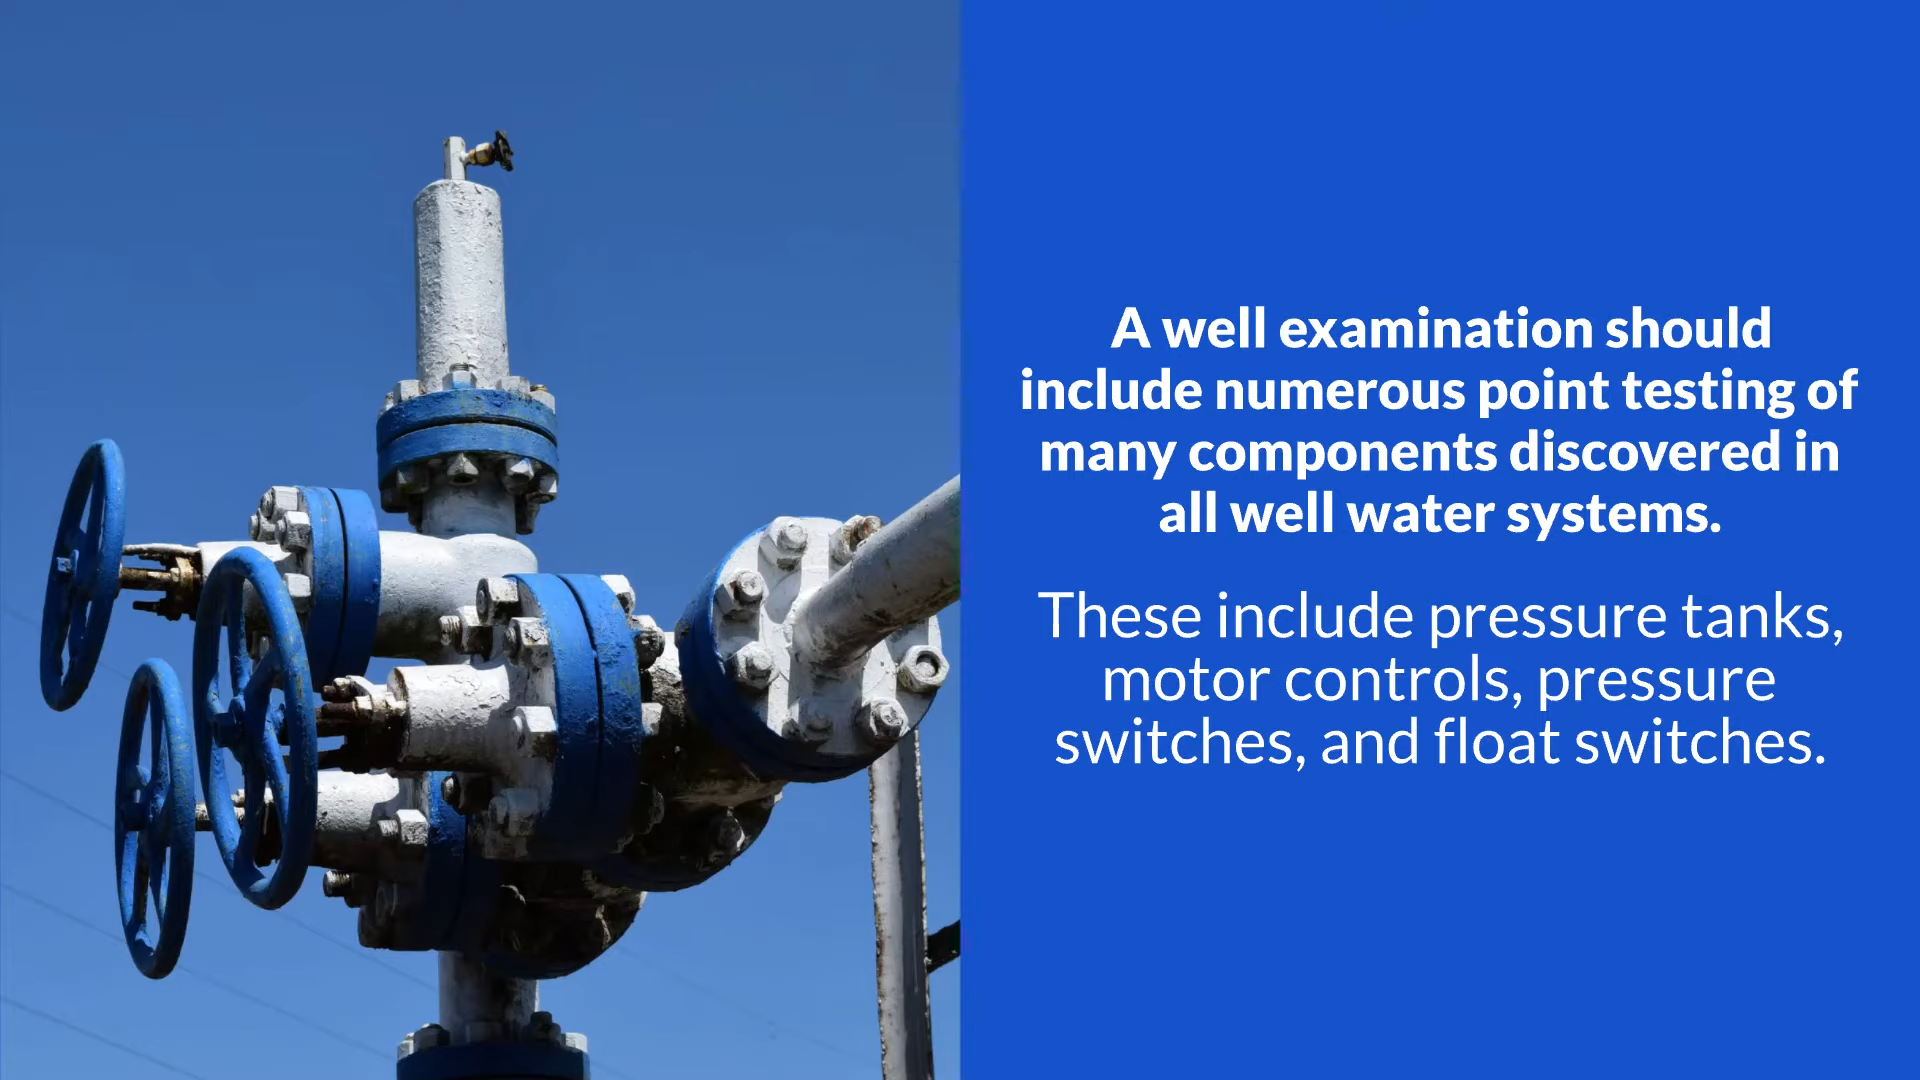 A well examination should
include numerous point testing of
many components discovered in
all well water systems.
These include pressure tanks,
motor controls, pressure
switches, and float switches.